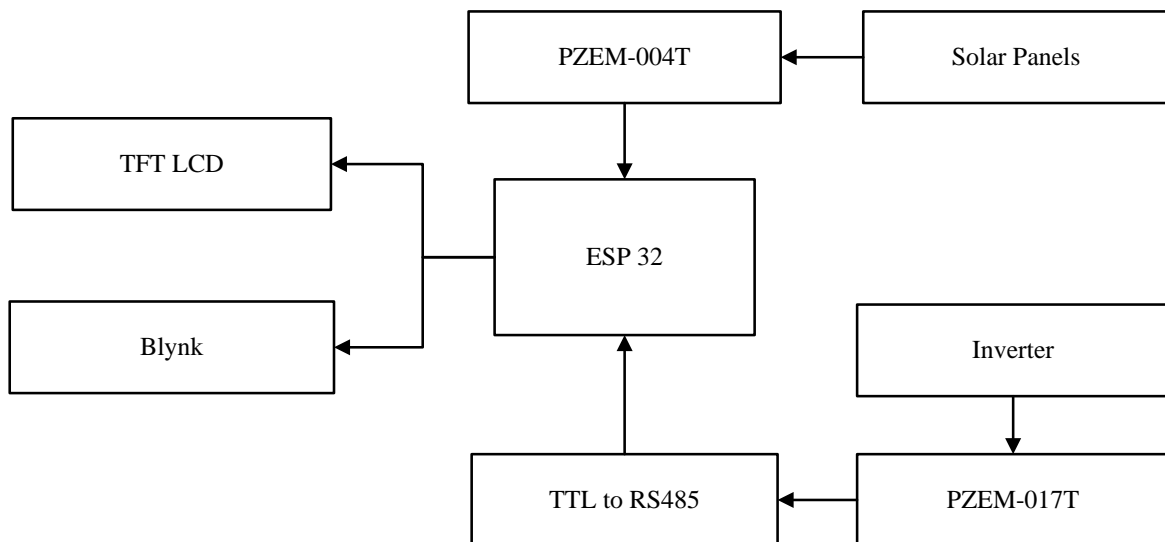 PZEM-004T
Solar Panels
TFT LCD
ESP 32
Blynk
Inverter
TTL to RS485
PZEM-017T